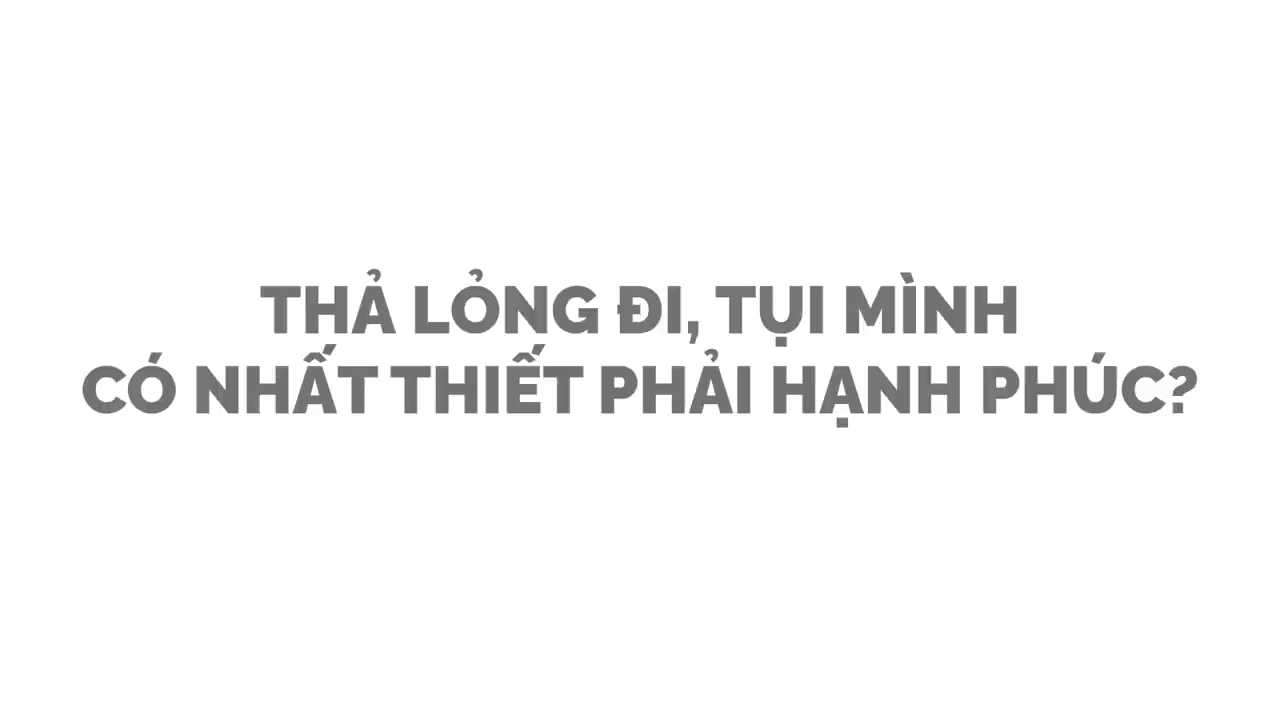 THẢ LỎNG ĐI, TỤI MÌNH
CÓ NHẤT THIẾT PHẢI HẠNH PHÚC?